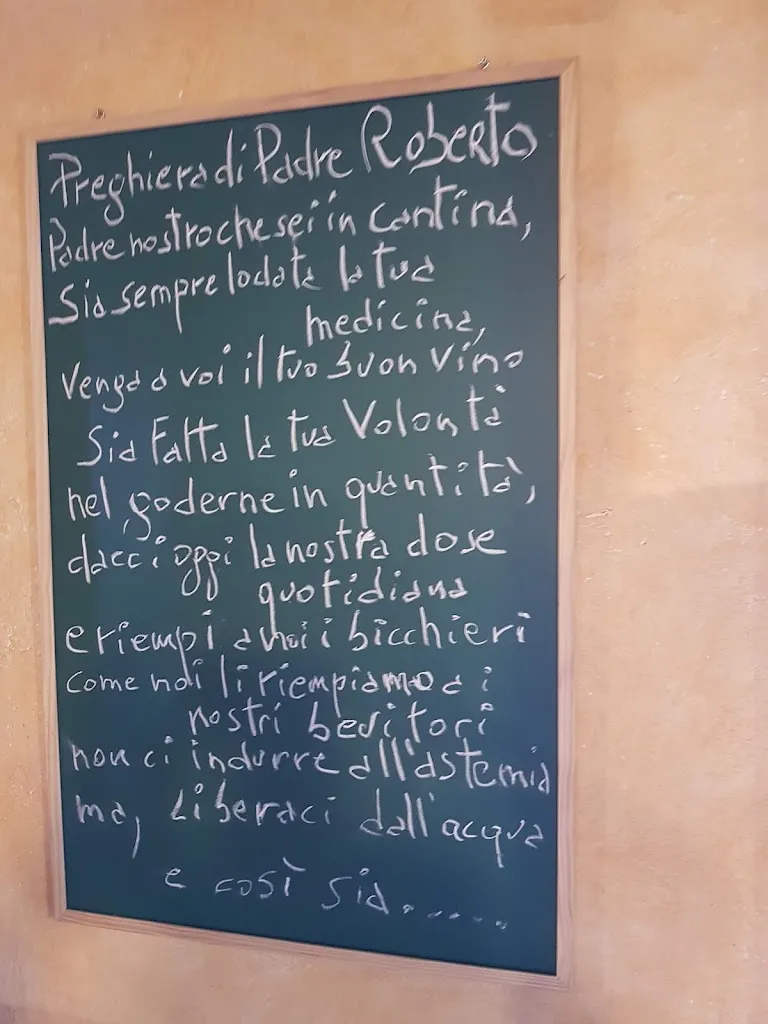 Preghiera di Padre Roberto
Padre nostro che sei in cantina,
Sia sempre lodata la tua
medicina,
Venga a voi il tuo buon vino
Sia Fatta la tua Volontà
nel goderne in quantità,
dacci oggi la nostra dose
quotidiana
e riempi a noi i bicchieri
come noi li riempiamo a i
nostri bevitori
non ci indurre all'astemia
ma, liberaci dall'acqua
e così sia......